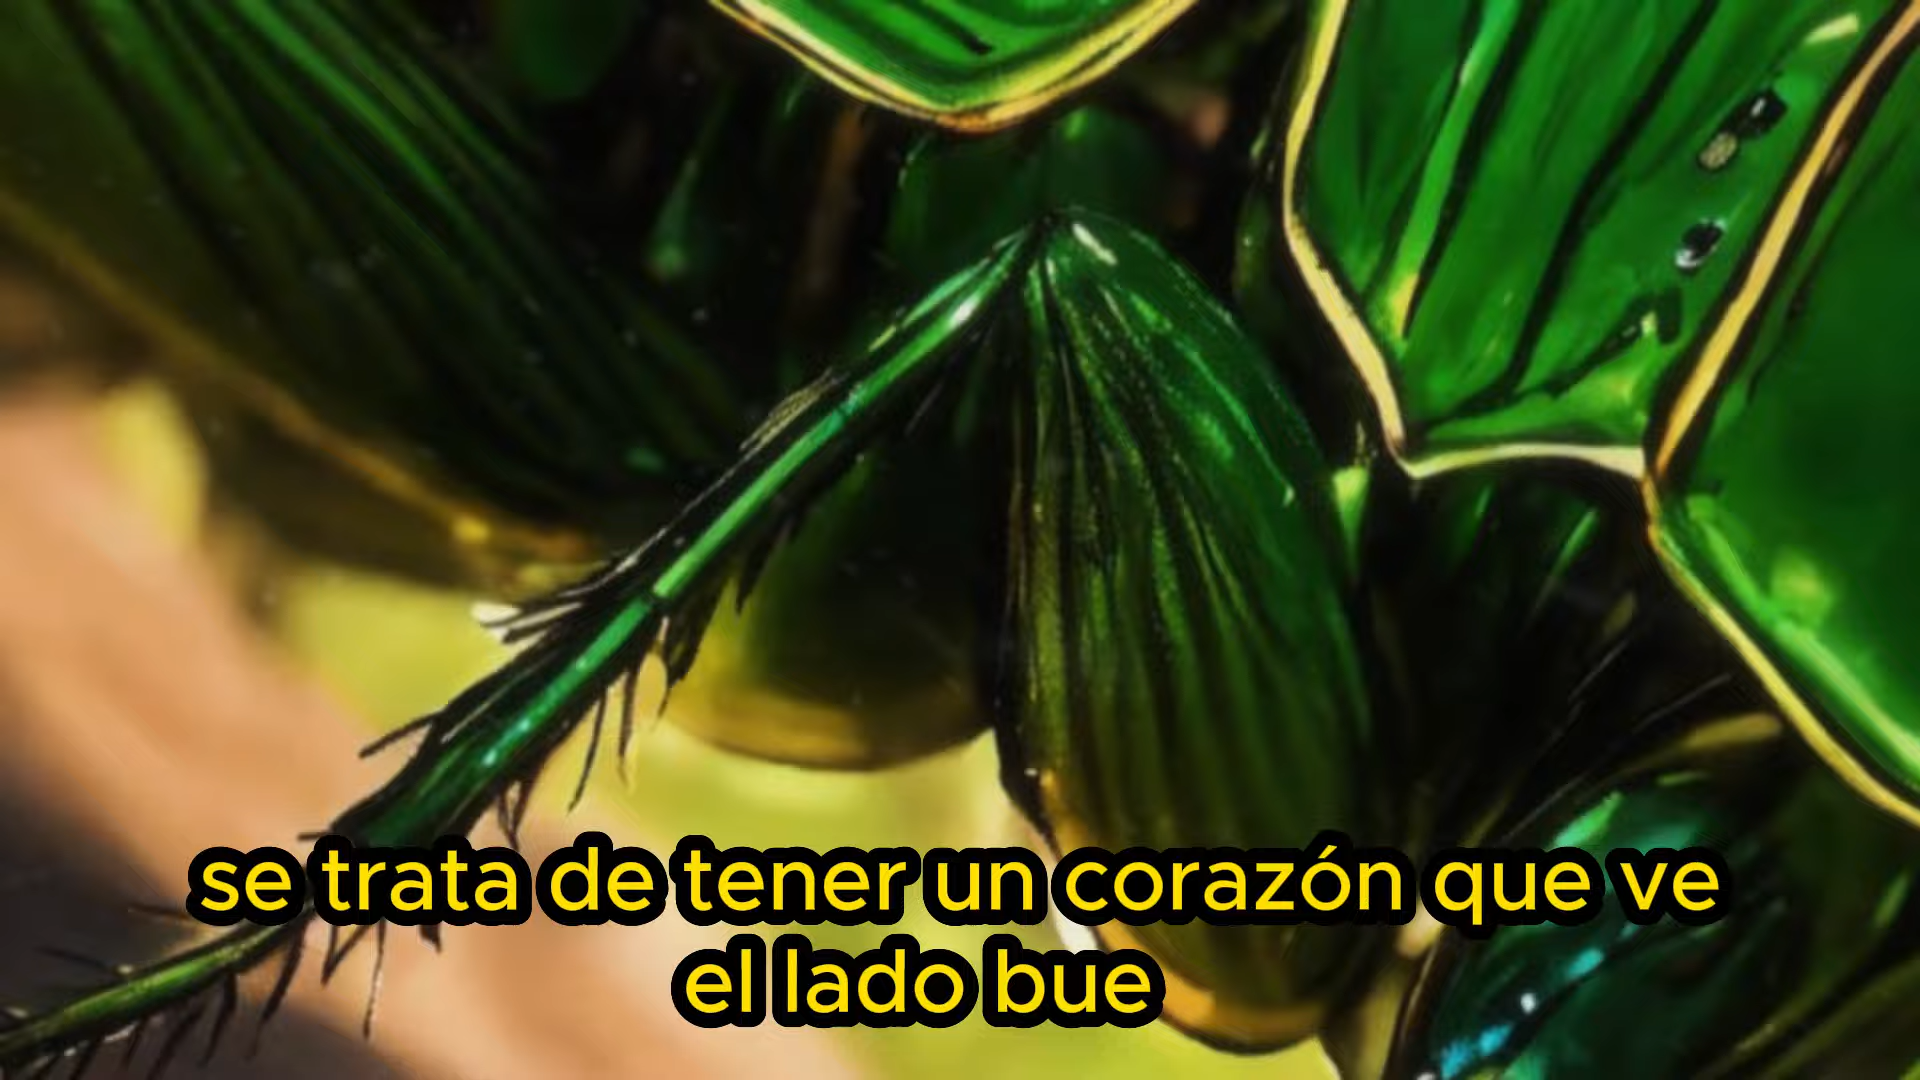 se trata de tener un corazón que ve
el lado bue